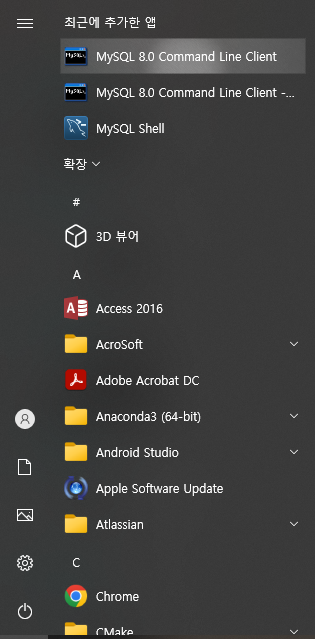 최근에 추가한 앱
MySQL 8.0 Command Line Client
MySQL 8.0 Command Line Client -...
MySQL Shell
확장
#
3D 뷰어
A
Access 2016
AcroSoft
Adobe Acrobat DC
Anaconda3 (64-bit)
Android Studio
Apple Software Update
Atlassian
C
Chrome
CMake